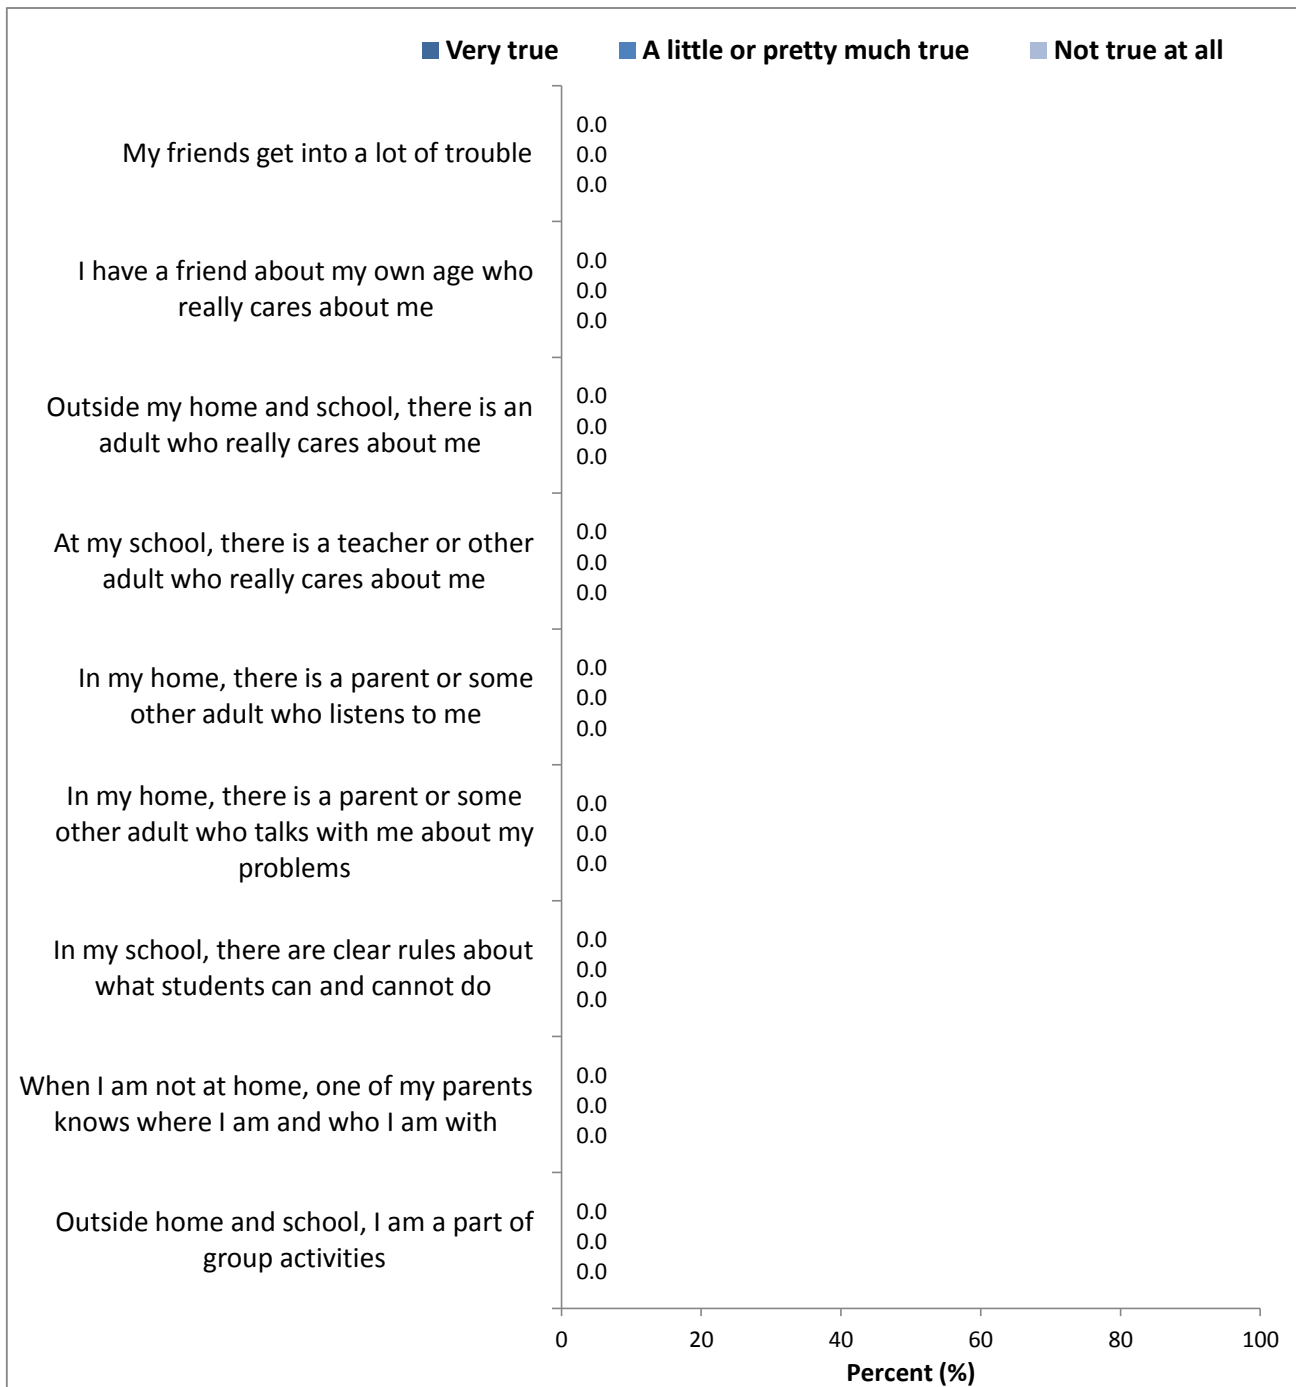 Very true A little or pretty much true Not true at all
My friends get into a lot of trouble
0.0
0.0
0.0
I have a friend about my own age who
really cares about me
0.0
0.0
0.0
Outside my home and school, there is an
adult who really cares about me
0.0
0.0
0.0
At my school, there is a teacher or other
adult who really cares about me
0.0
0.0
0.0
In my home, there is a parent or some
other adult who listens to me
0.0
0.0
0.0
In my home, there is a parent or some
other adult who talks with me about my
problems
0.0
0.0
0.0
In my school, there are clear rules about
what students can and cannot do
0.0
0.0
0.0
When I am not at home, one of my parents
knows where I am and who I am with
0.0
0.0
0.0
Outside home and school, I am a part of
group activities
0.0
0.0
0.0
0 20 40 60 80 100
Percent (%)